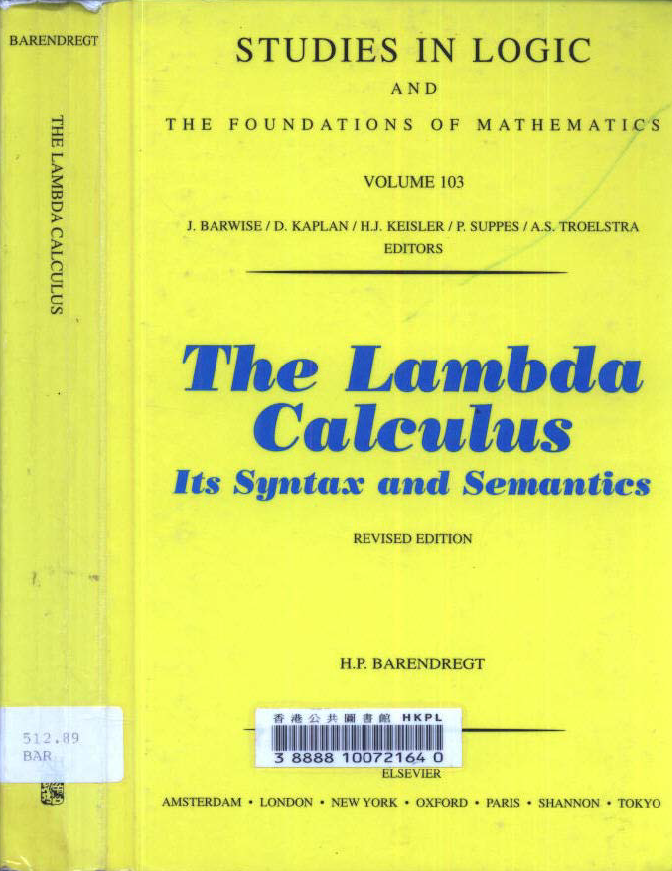 BARENDREGT
THE LAMBDA CALCULUS
512.89
BAR
STUDIES IN LOGIC
AND
THE FOUNDATIONS OF MATHEMATICS
VOLUME 103
J. BARWISE / D. KAPLAN / H.J. KEISLER / P. SUPPES / A.S. TROELSTRA
EDITORS
The Lambda
Calculus
Its Syntax and Semantics
REVISED EDITION
H.P. BARENDREGT
香港公共圖書館 HKPL
3 8888 10072164 0
ELSEVIER
AMSTERDAM • LONDON • NEW YORK • OXFORD • PARIS • SHANNON • TOKYO